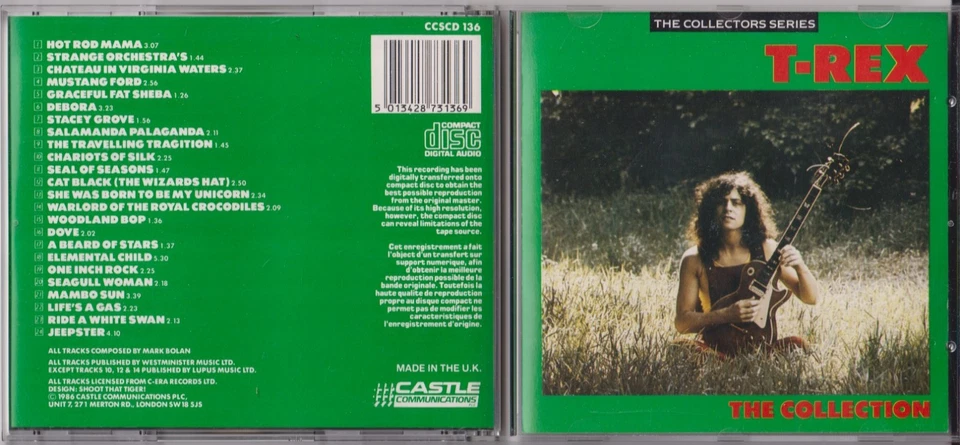 CCSCD 136
1 HOT ROD MAMA 3.07
2 STRANGE ORCHESTRA'S 1.44
3 CHATEAU IN VIRGINIA WATERS 2.37
4 MUSTANG FORD 2.56
5 GRACEFUL FAT SHEBA 1.26
6 DEBORA 3.23
7 STACEY GROVE 1.56
8 SALAMANDA PALAGANDA 2.11
9 THE TRAVELLING TRAGITION 1.45
10 CHARIOTS OF SILK 2.25
SEAL OF SEASONS 1.47
12 CAT BLACK (THE WIZARDS HAT) 2.50
13 SHE WAS BORN TO BE MY UNICORN 2.34
14 WARLORD OF THE ROYAL CROCODILES 2.09
15 WOODLAND BOP 1.36
16 DOVE 2.02
17 A BEARD OF STARS 1.37
18 ELEMENTAL CHILD 5.30
19 ONE INCH ROCK 2.25
20 SEAGULL WOMAN 2.18
21 MAMBO SUN 3.39
22 LIFE'S A GAS 2.23
23 RIDE A WHITE SWAN 2.13
24 JEEPSTER 4.10
ALL TRACKS COMPOSED BY MARK BOLAN
ALL TRACKS PUBLISHED BY WESTMINISTER MUSIC LTD.
EXCEPT TRACKS 10, 12 & 14 PUBLISHED BY LUPUS MUSIC LTD.
ALL TRACKS LICENSED FROM C-ERA RECORDS LTD.
DESIGN: SHOOT THAT TIGER!
© 1986 CASTLE COMMUNICATIONS PLC,
UNIT 7, 271 MERTON RD., LONDON SW18 5JS
5 013428 731369
COMPACT
disc
DIGITAL AUDIO
This recording has been
digitally transferred onto
compact disc to obtain the
best possible reproduction
from the original master.
Because of its high resolution,
however, the compact disc
can reveal limitations of the
tape source.
Cet enregistrement a fait
l'object d'un transfert sur
support numerique, afin
d'obtenir la meilleure
reproduction possible de la
bande originale. Toutefois la
haute qualite de reproduction
propre au disque compact ne
permet pas de modifier les
caracteristiques de
l'enregistrement d'origine.
MADE IN THE U.K.
CASTLE
COMMUNICATIONS
THE COLLECTORS SERIES
T-REX
THE COLLECTION